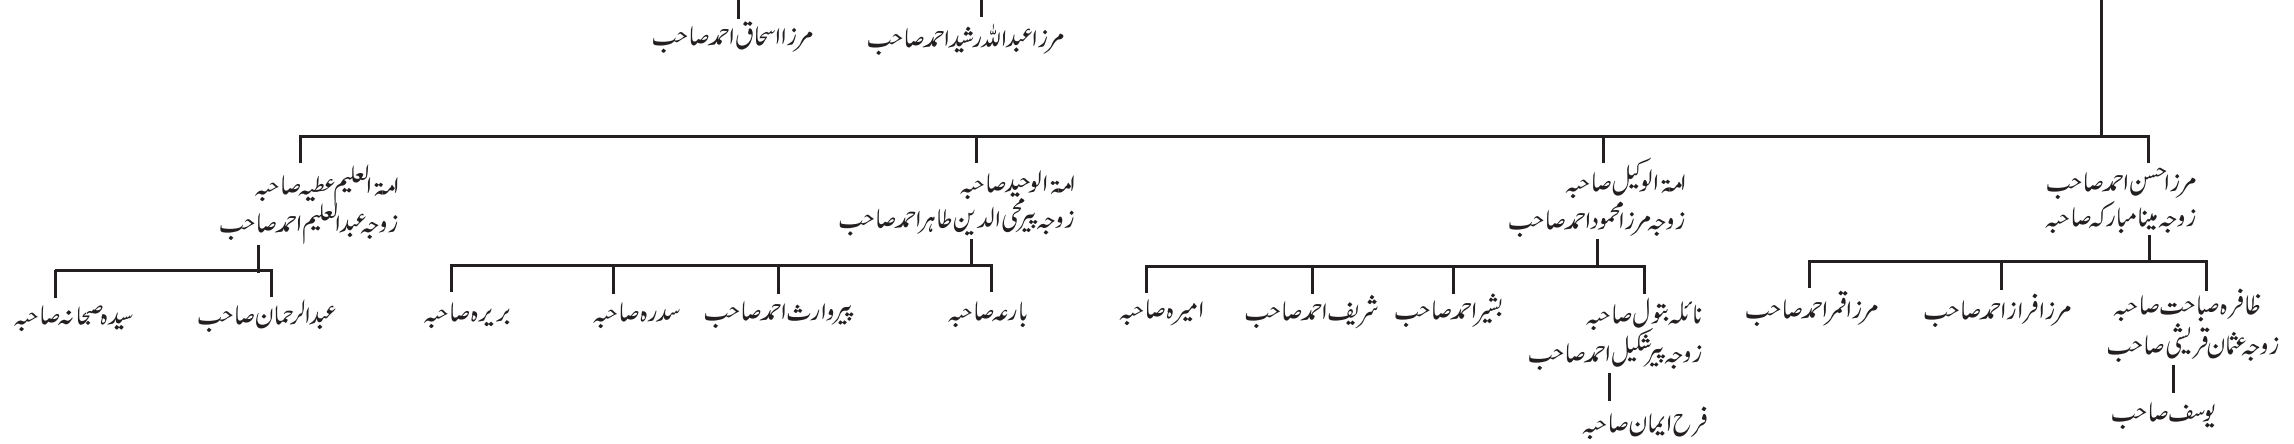 مرزا عبداللہ رشید احمد صاحب
مرزا اسحاق احمد صاحب
مرزا حسن احمد صاحب
زوجہ مینا مبارکہ صاحبہ
امۃ الوکیل صاحبہ
زوجہ مرزا محمود احمد صاحب
امۃ الوحید صاحبہ
زوجہ پیر محی الدین طاہر احمد صاحب
امۃ العلیم عطیہ صاحبہ
زوجہ عبدالعلیم احمد صاحب
ظافرہ صباحت صاحبہ
زوجہ عثمان قریشی صاحب
یوسف صاحب
مرزا افراز احمد صاحب
مرزا قمر احمد صاحب
نائلہ بتول صاحبہ
زوجہ پیر شکیل احمد صاحب
فرح ایمان صاحبہ
بشیر احمد صاحب
شریف احمد صاحب
امیرہ صاحبہ
بارعہ صاحبہ
پیر وارث احمد صاحب
سدرہ صاحبہ
بریرہ صاحبہ
عبدالرحمان صاحب
سیدہ صبحانہ صاحبہ